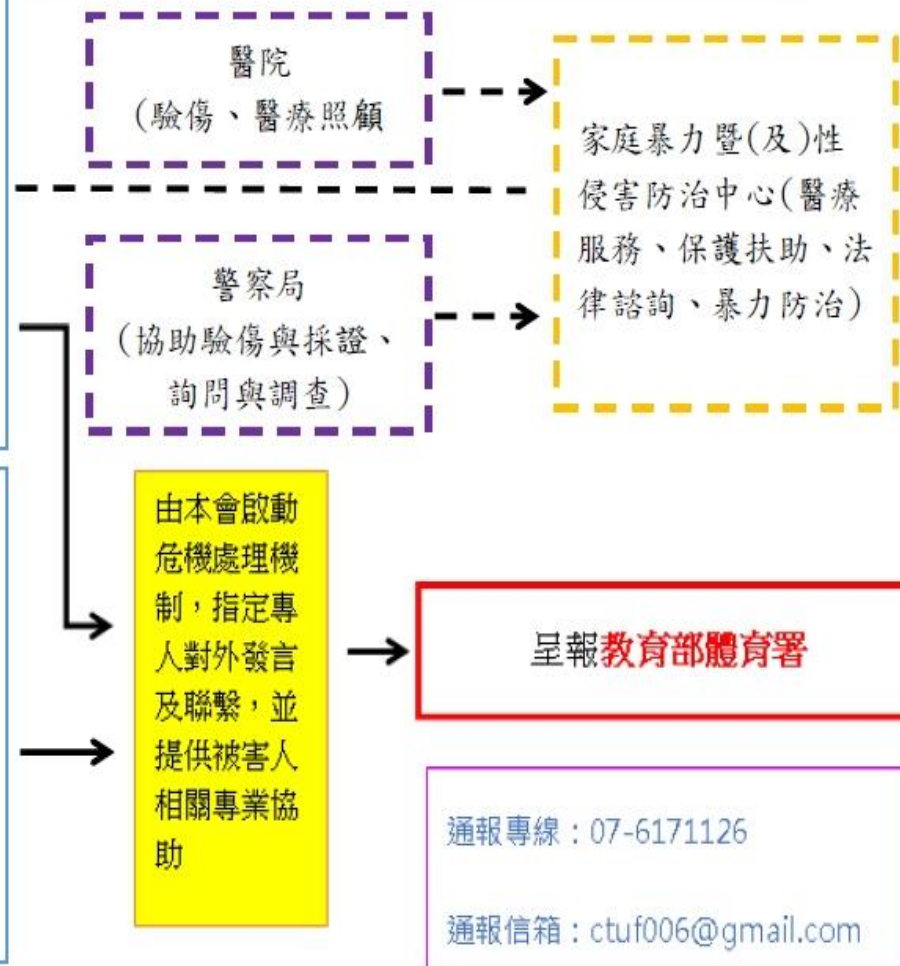 醫院
(驗傷、醫療照顧
家庭暴力暨(及)性
侵害防治中心(醫療
服務、保護扶助、法
律諮詢、暴力防治)
警察局
(協助驗傷與採證、
詢問與調查)
由本會啟動
危機處理機
制，指定專
人對外發言
及聯繫，並
提供被害人
相關專業協
助
呈報教育部體育署
通報專線：07-6171126
通報信箱：ctuf006@gmail.com